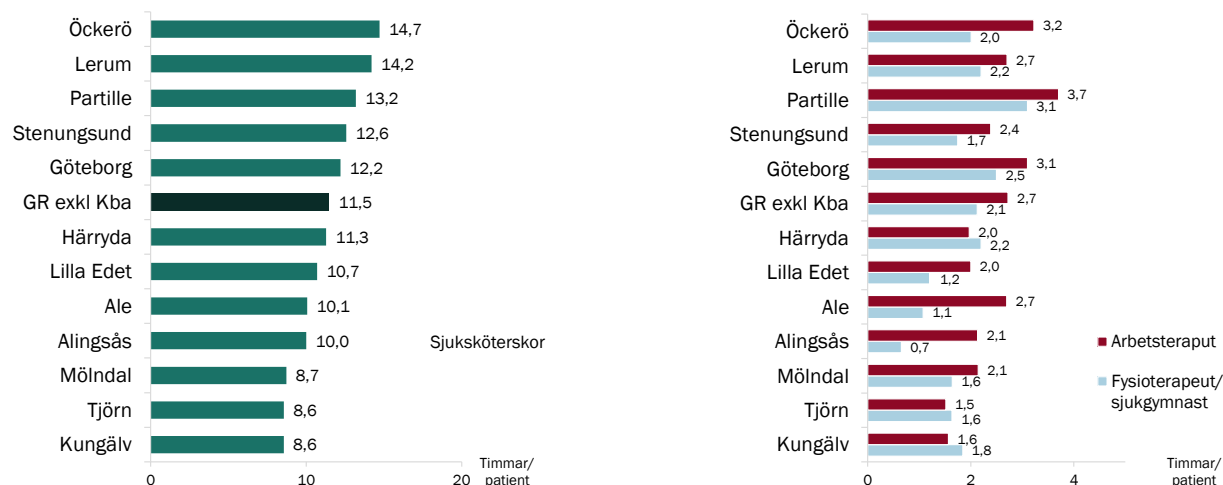 Öckerö 14,7
Lerum 14,2
Partille 13,2
Stenungsund 12,6
Göteborg 12,2
GR exkl Kba 11,5
Härryda 11,3
Lilla Edet 10,7
Ale 10,1
Alingsås 10,0
Mölndal 8,7
Tjörn 8,6
Kungälv 8,6
Sjuksköterskor
0 10 20
Timmar/
patient
Öckerö 3,2
2,0
Lerum 2,7
2,2
Partille 3,7
3,1
Stenungsund 2,4
1,7
Göteborg 3,1
2,5
GR exkl Kba 2,7
2,1
Härryda 2,0
2,2
Lilla Edet 2,0
1,2
Ale 2,7
1,1
Alingsås 2,1
0,7
Mölndal 2,1
1,6
Tjörn 1,5
1,6
Kungälv 1,6
1,8
Arbetsteraput
Fysioterapeut/
sjukgymnast
0 2 4
Timmar/
patient